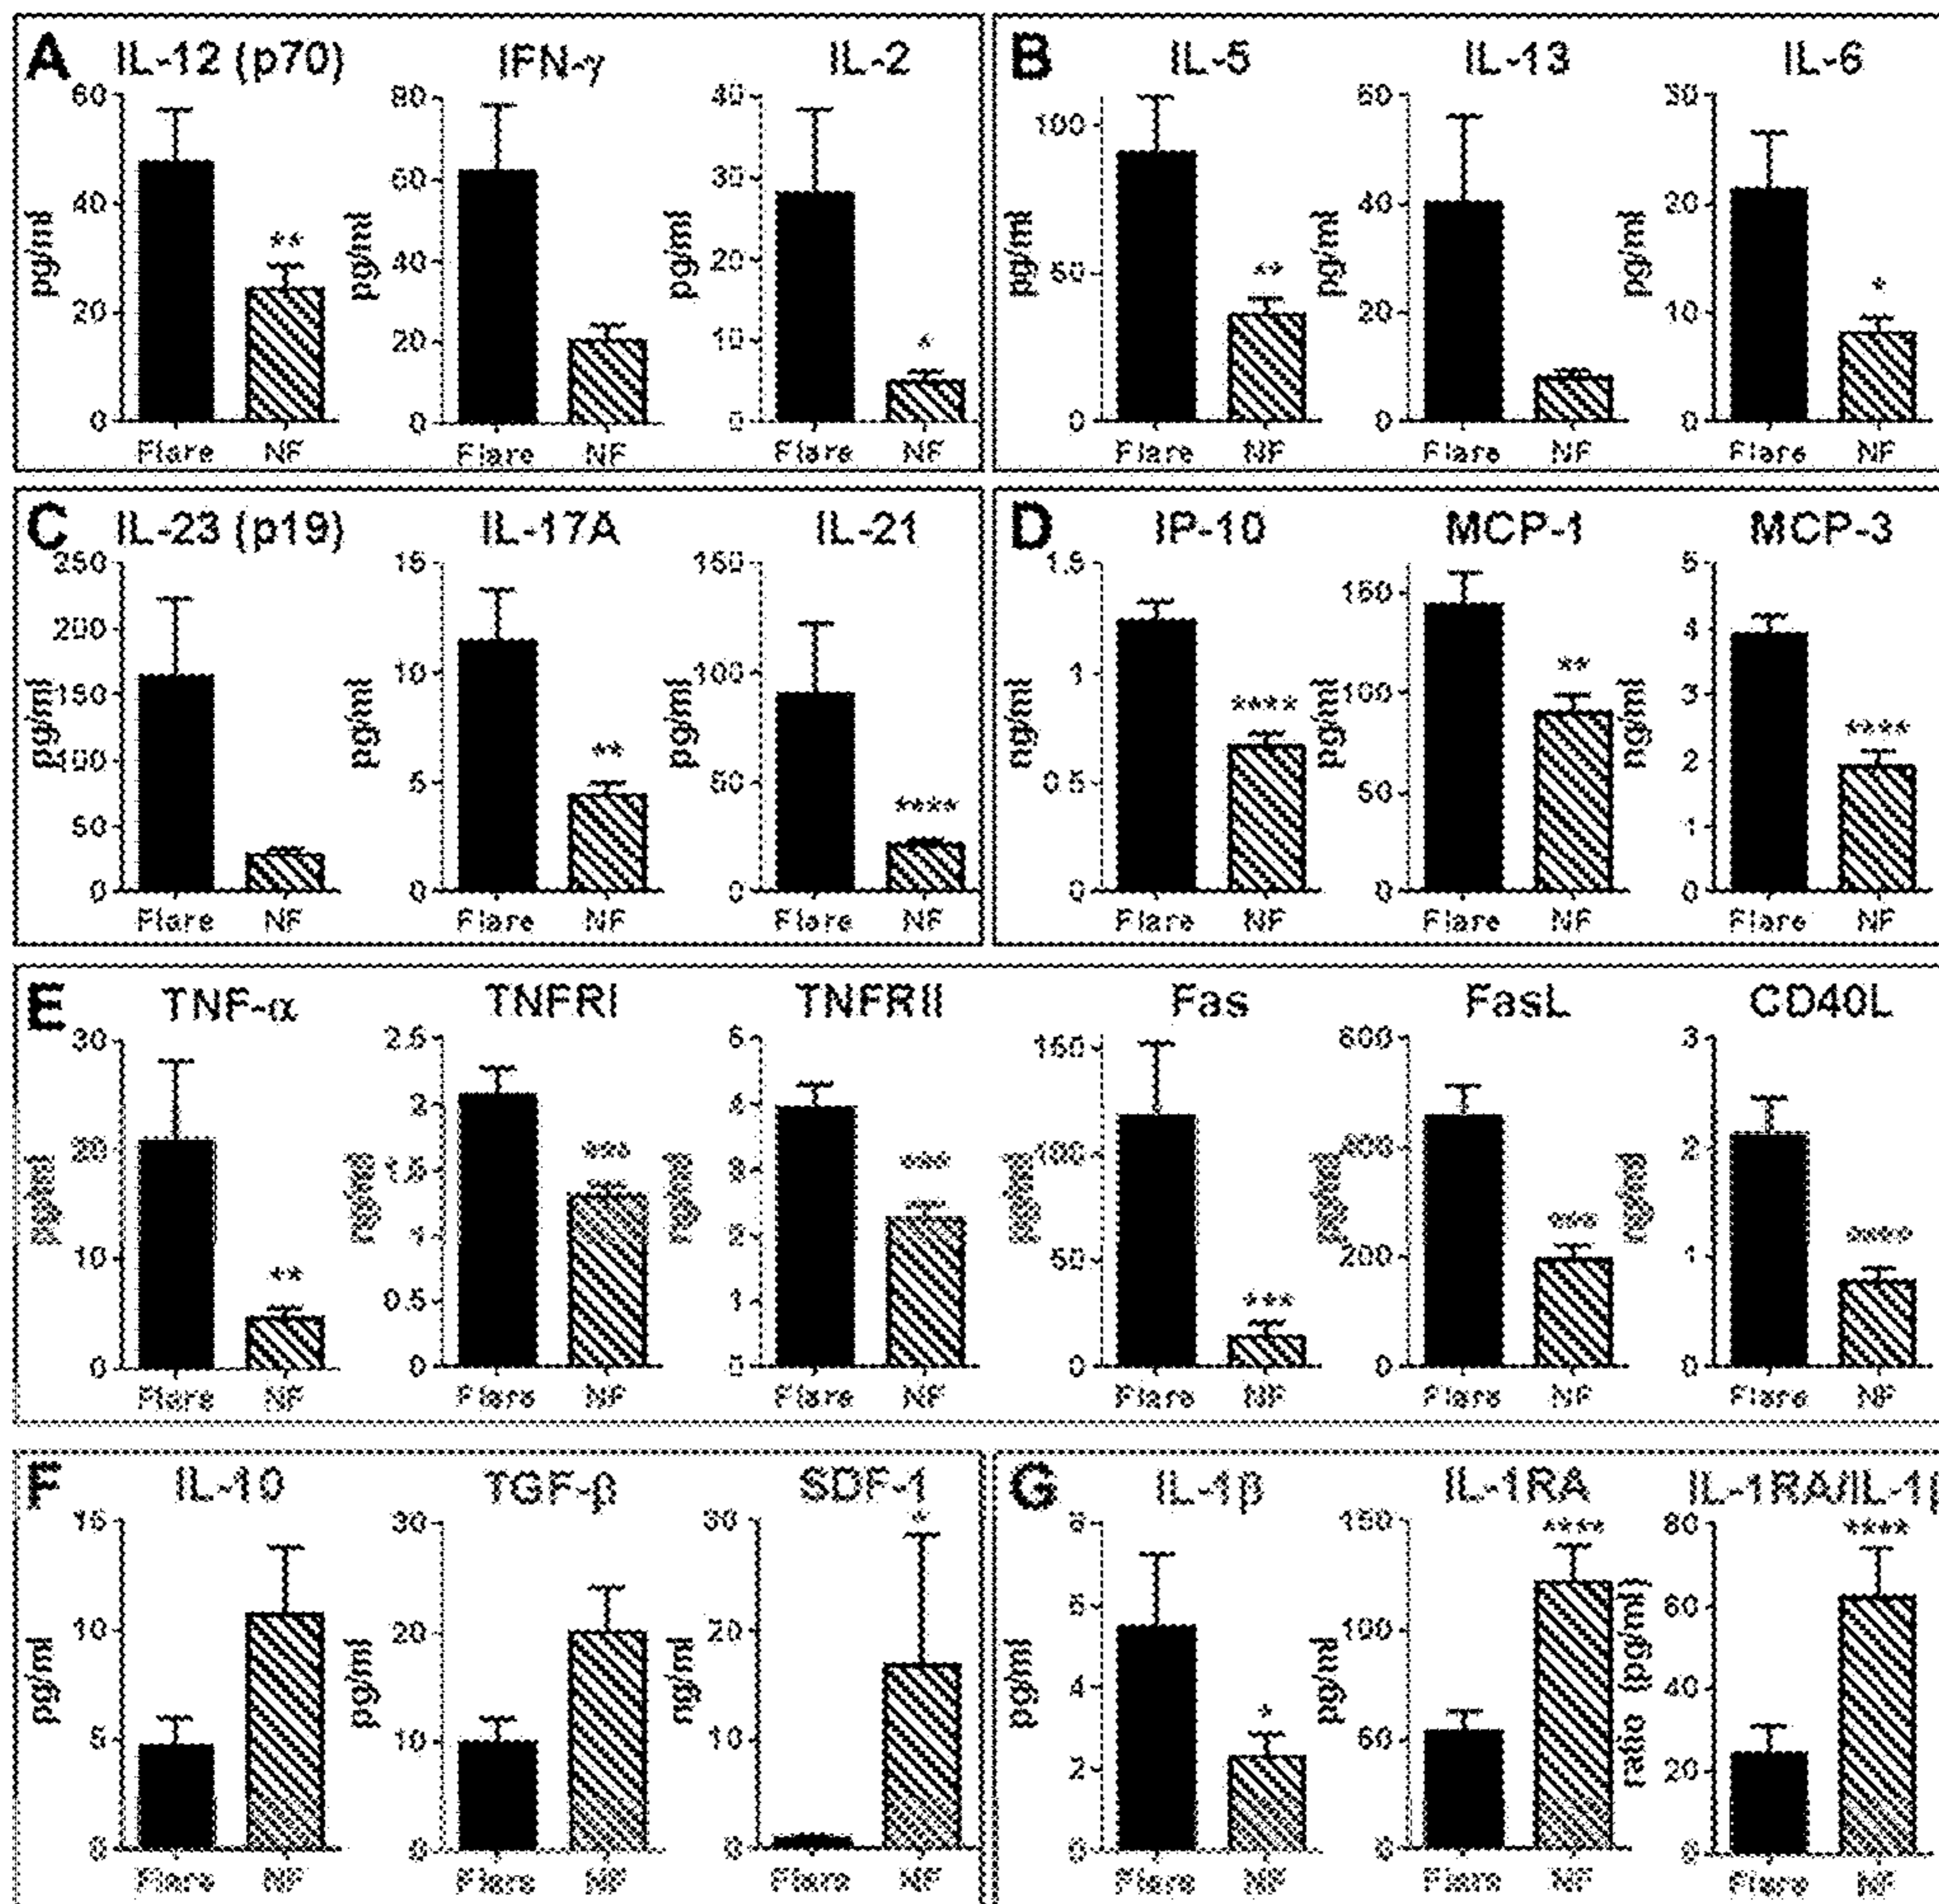 A IL-12 (p70) IFN-γ IL-2
60 40 20 0 pg/ml ** Flare NF
80 60 40 20 0 pg/ml Flare NF
40 30 20 10 0 pg/ml * Flare NF
B IL-5 IL-13 IL-6
100 50 0 pg/ml ** Flare NF
60 40 20 0 pg/ml Flare NF
30 20 10 0 pg/ml * Flare NF
C IL-23 (p19) IL-17A IL-21
250 200 150 100 50 0 pg/ml Flare NF
15 10 5 0 pg/ml ** Flare NF
150 100 50 0 pg/ml **** Flare NF
D IP-10 MCP-1 MCP-3
1.5 1 0.5 0 ng/ml **** Flare NF
150 100 50 0 pg/ml ** Flare NF
5 4 3 2 1 0 ng/ml **** Flare NF
E TNF-α TNFRI TNFRII Fas FasL CD40L
30 20 10 0 pg/ml ** Flare NF
2.5 2 1.5 1 0.5 0 *** Flare NF
5 4 3 2 1 0 *** Flare NF
150 100 50 0 *** Flare NF
600 400 200 0 *** Flare NF
3 2 1 0 **** Flare NF
F IL-10 TGF-β SDF-1
15 10 5 0 pg/ml Flare NF
30 20 10 0 pg/ml Flare NF
30 20 10 0 ng/ml * Flare NF
G IL-1β IL-1RA IL-1RA/IL-1β
8 6 4 2 0 pg/ml * Flare NF
150 100 50 0 pg/ml **** Flare NF
80 60 40 20 0 ratio (pg/ml) **** Flare NF